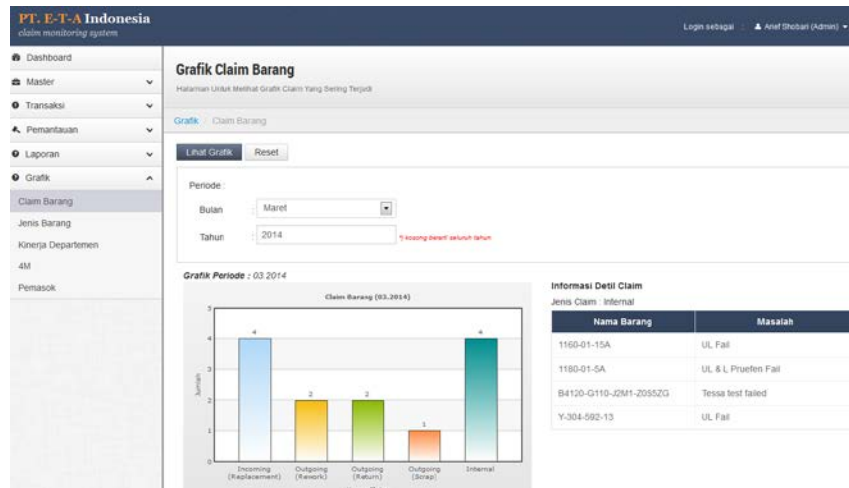 PT. E-T-A Indonesia
claim monitoring system
Login sebagai : Arief Shobari (Admin)
Dashboard
Master
Transaksi
Pemantauan
Laporan
Grafik
Claim Barang
Jenis Barang
Kinerja Departemen
4M
Pemasok
Grafik Claim Barang
Halaman Untuk Melihat Grafik Claim Yang Sering Terjadi
Grafik / Claim Barang
Lihat Grafik Reset
Periode :
Bulan : Maret
Tahun : 2014 *) kosong berarti seluruh tahun
Grafik Periode : 03 2014
Claim Barang (03.2014)
Jumlah
5
4
3
2
1
0
4
2
2
1
4
Incoming (Replacement)
Outgoing (Rework)
Outgoing (Return)
Outgoing (Scrap)
Internal
Informasi Detil Claim
Jenis Claim : Internal
Nama Barang Masalah
1160-01-15A UL Fail
1180-01-5A UL & L Pruefen Fail
B4120-G110-J2M1-Z055ZG Tessa test failed
Y-304-592-13 UL Fail